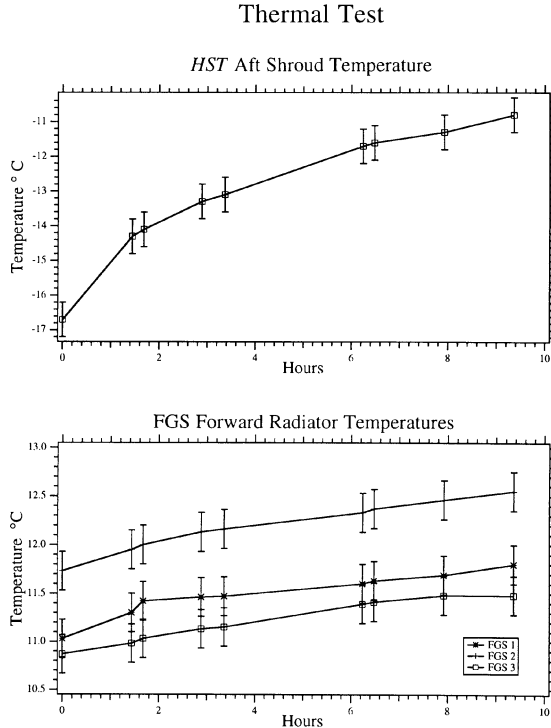 Thermal Test
HST Aft Shroud Temperature
Temperature ° C
-11
-12
-13
-14
-15
-16
-17
0 2 4 6 8 10
Hours
FGS Forward Radiator Temperatures
Temperature °C
13.0
12.5
12.0
11.5
11.0
10.5
FGS 1
FGS 2
FGS 3
0 2 4 6 8 10
Hours